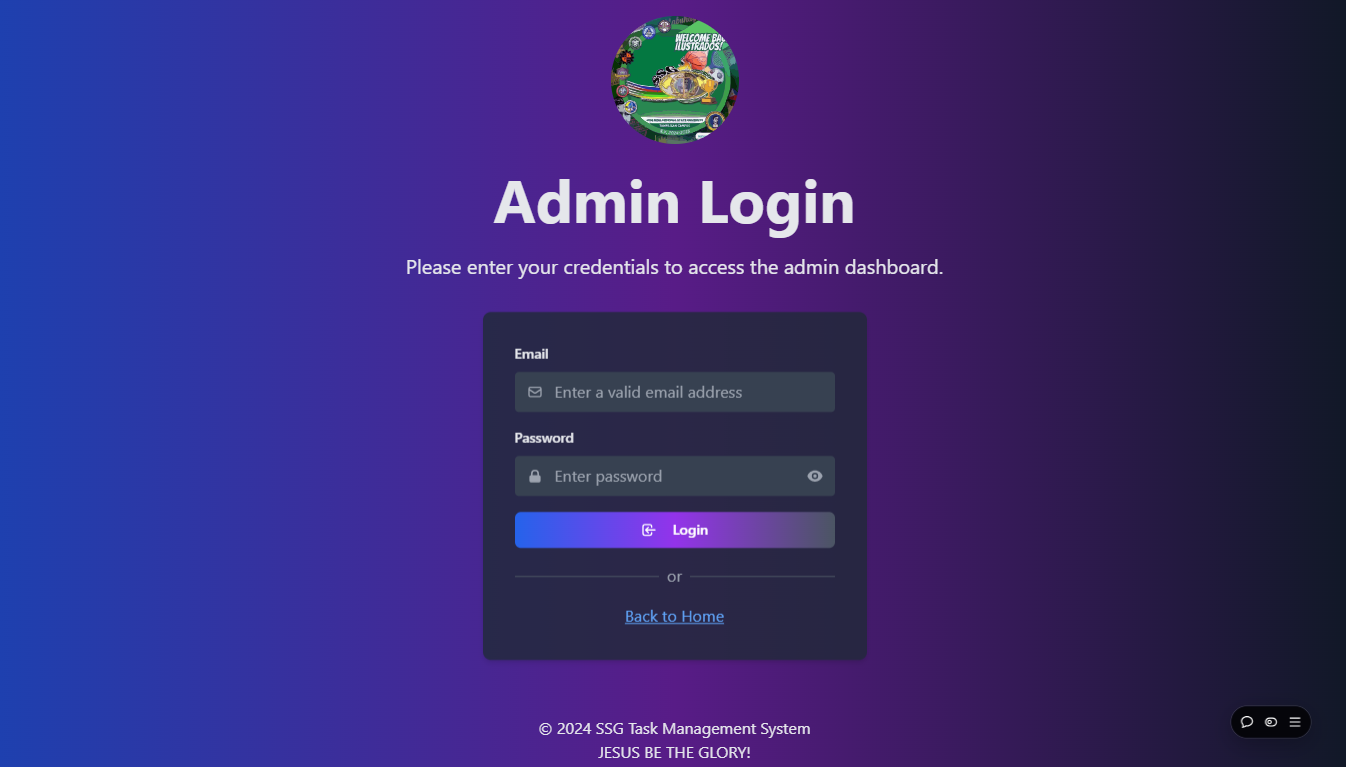 WELCOME BA
ILUSTRADOS!
Admin Login
Please enter your credentials to access the admin dashboard.
Email
Enter a valid email address
Password
Enter password
Login
or
Back to Home
© 2024 SSG Task Management System
JESUS BE THE GLORY!